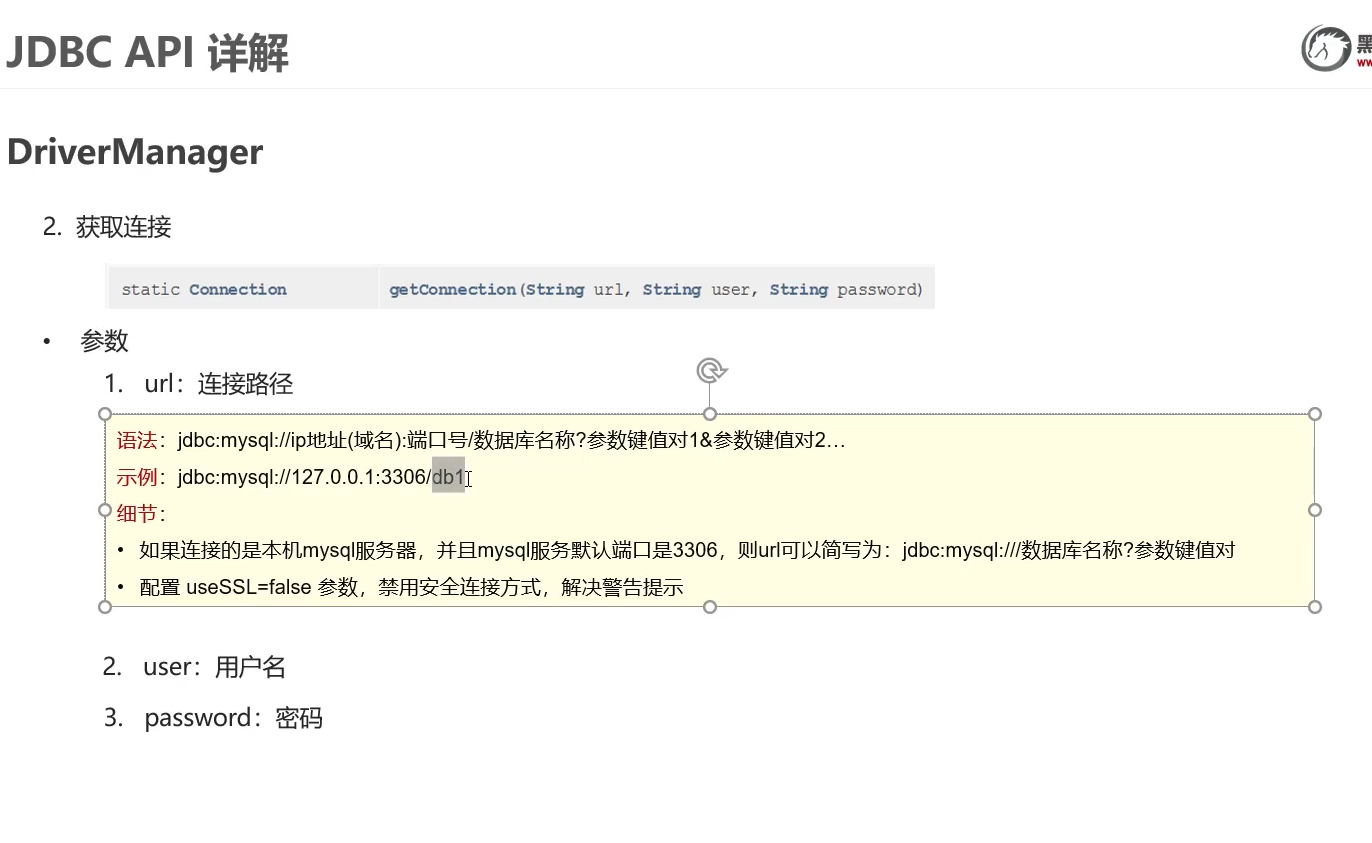 JDBC API 详解
黑
ww
DriverManager
2. 获取连接
static Connection getConnection(String url, String user, String password)
• 参数
1. url：连接路径
语法：jdbc:mysql://ip地址(域名):端口号/数据库名称?参数键值对1&参数键值对2…
示例：jdbc:mysql://127.0.0.1:3306/db1
细节：
• 如果连接的是本机mysql服务器，并且mysql服务默认端口是3306，则url可以简写为：jdbc:mysql:///数据库名称?参数键值对
• 配置 useSSL=false 参数，禁用安全连接方式，解决警告提示
2. user：用户名
3. password：密码